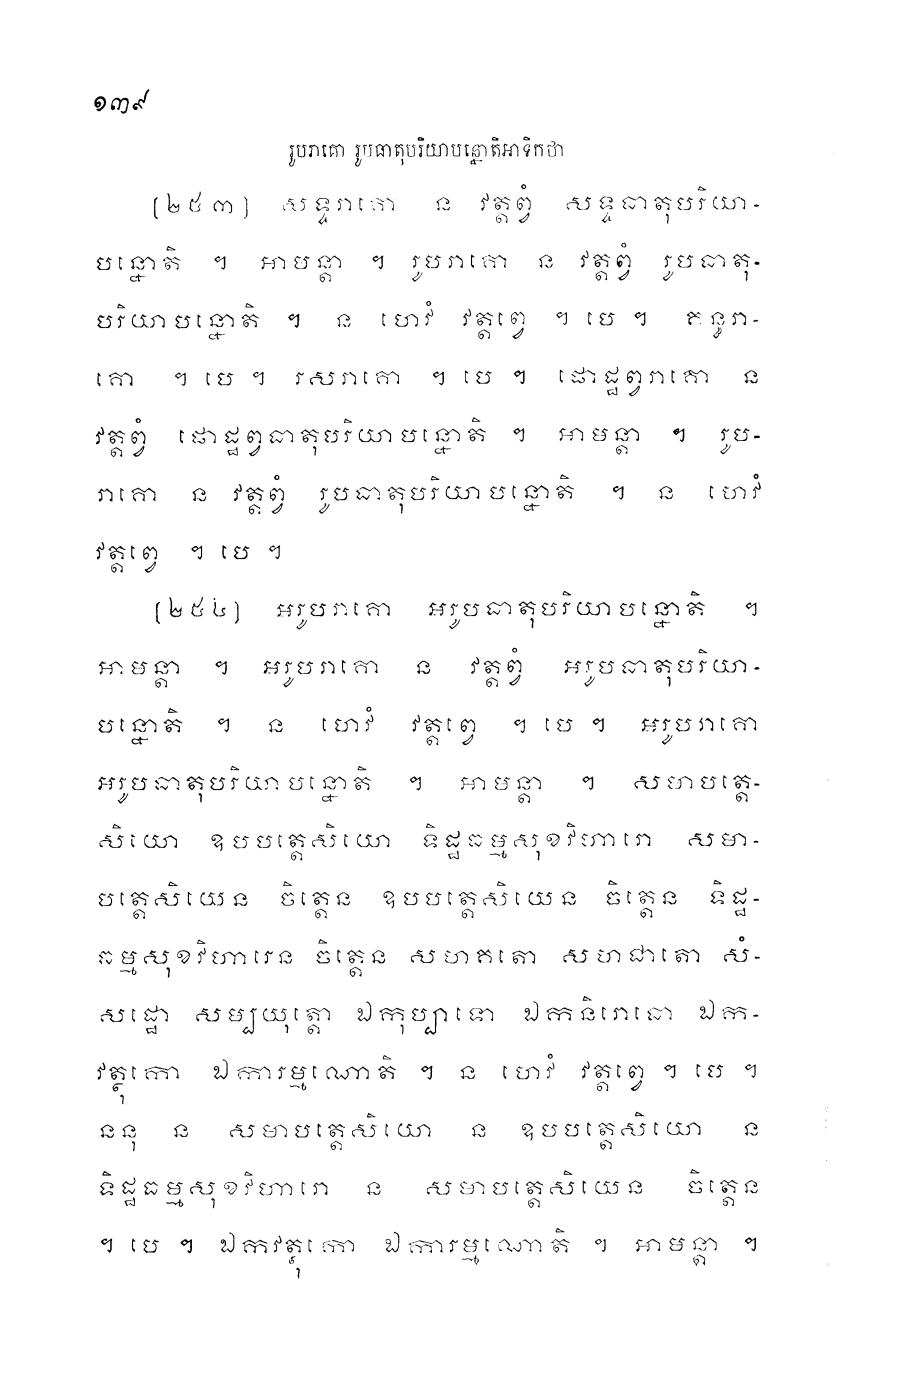 ១៣៩
រូបរាគោ រូបធាតុបរិយាបន្នោតិអាទិកថា
[២៥៣] សទ្ទរាគោ ន វត្តព្វំ សទ្ទធាតុបរិយា-
បន្នោតិ ។ អាមន្តា ។ រូបរាគោ ន វត្តព្វំ រូបធាតុ-
បរិយាបន្នោតិ ។ ន ហេវំ វត្តព្វេ ។ បេ ។ គន្ធរា-
គោ ។ បេ ។ រសរាគោ ។ បេ ។ ផោដ្ឋព្វរាគោ ន
វត្តព្វំ ផោដ្ឋព្វធាតុបរិយាបន្នោតិ ។ អាមន្តា ។ រូប-
រាគោ ន វត្តព្វំ រូបធាតុបរិយាបន្នោតិ ។ ន ហេវំ
វត្តព្វេ ។ បេ ។
[២៥៤] អរូបរាគោ អរូបធាតុបរិយាបន្នោតិ ។
អាមន្តា ។ អរូបរាគោ ន វត្តព្វំ អរូបធាតុបរិយា-
បន្នោតិ ។ ន ហេវំ វត្តព្វេ ។ បេ ។ អរូបរាគោ
អរូបធាតុបរិយាបន្នោតិ ។ អាមន្តា ។ សមាបត្តេ-
សិយោ ឧបបត្តេសិយោ ទិដ្ឋធម្មសុខវិហារោ សមា-
បត្តេសិយេន ចិត្តេន ឧបបត្តេសិយេន ចិត្តេន ទិដ្ឋ-
ធម្មសុខវិហារេន ចិត្តេន សហគតោ សហជាតោ សំ-
សដ្ឋោ សម្បយុត្តោ ឯកុប្បាទោ ឯកនិរោធោ ឯក-
វត្ថុកោ ឯការម្មណោតិ ។ ន ហេវំ វត្តព្វេ ។ បេ ។
ននុ ន សមាបត្តេសិយោ ន ឧបបត្តេសិយោ ន
ទិដ្ឋធម្មសុខវិហារោ ន សមាបត្តេសិយេន ចិត្តេន
។ បេ ។ ឯកវត្ថុកោ ឯការម្មណោតិ ។ អាមន្តា ។